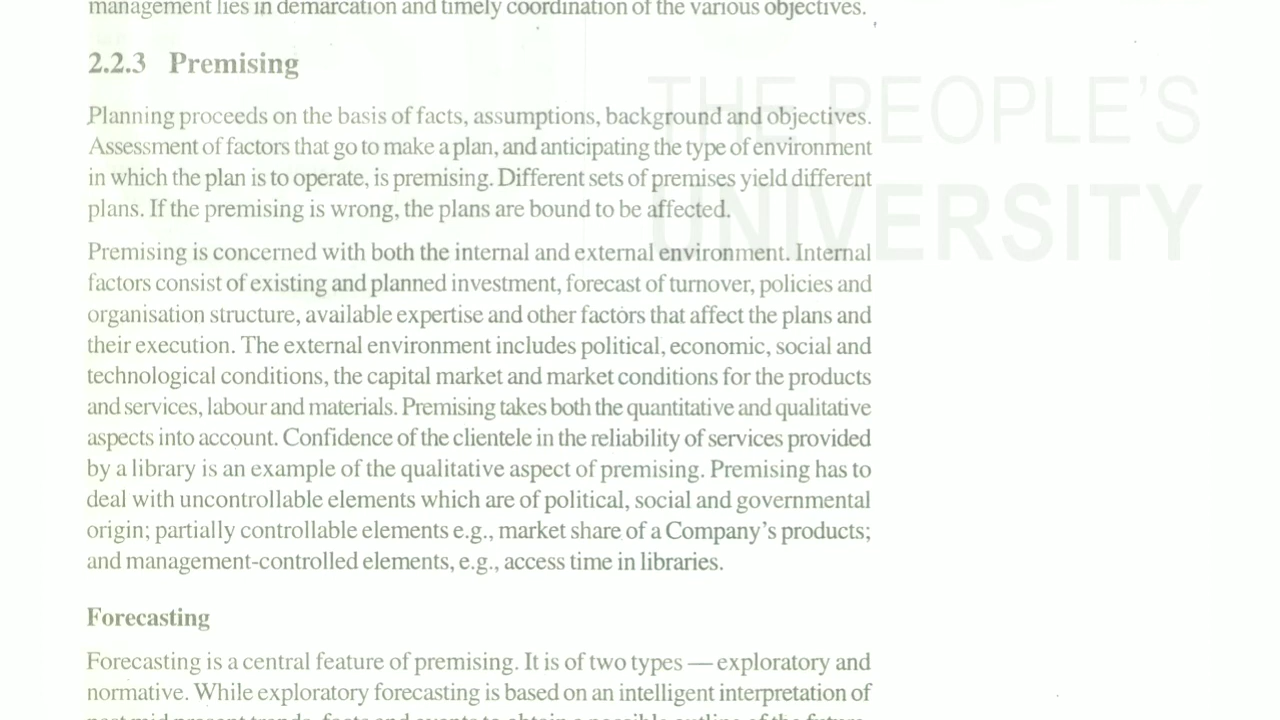 management lies in demarcation and timely coordination of the various objectives.
2.2.3 Premising
THE PEOPLE'S
UNIVERSITY
Planning proceeds on the basis of facts, assumptions, background and objectives.
Assessment of factors that go to make a plan, and anticipating the type of environment
in which the plan is to operate, is premising. Different sets of premises yield different
plans. If the premising is wrong, the plans are bound to be affected.
Premising is concerned with both the internal and external environment. Internal
factors consist of existing and planned investment, forecast of turnover, policies and
organisation structure, available expertise and other factors that affect the plans and
their execution. The external environment includes political, economic, social and
technological conditions, the capital market and market conditions for the products
and services, labour and materials. Premising takes both the quantitative and qualitative
aspects into account. Confidence of the clientele in the reliability of services provided
by a library is an example of the qualitative aspect of premising. Premising has to
deal with uncontrollable elements which are of political, social and governmental
origin; partially controllable elements e.g., market share of a Company's products;
and management-controlled elements, e.g., access time in libraries.
Forecasting
Forecasting is a central feature of premising. It is of two types — exploratory and
normative. While exploratory forecasting is based on an intelligent interpretation of